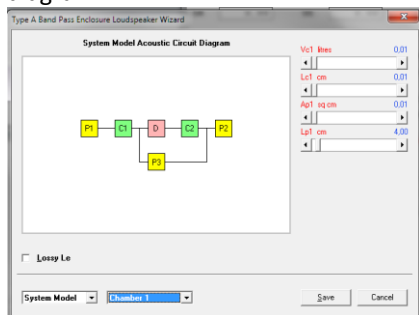 Type A Band Pass Enclosure Loudspeaker Wizard
System Model Acoustic Circuit Diagram
Vc1 litres 0,01
Lc1 cm 0,01
Ap1 sq cm 0,01
Lp1 cm 4,00
P1 C1 D C2 P2
P3
Lossy Le
System Model Chamber 1 Save Cancel